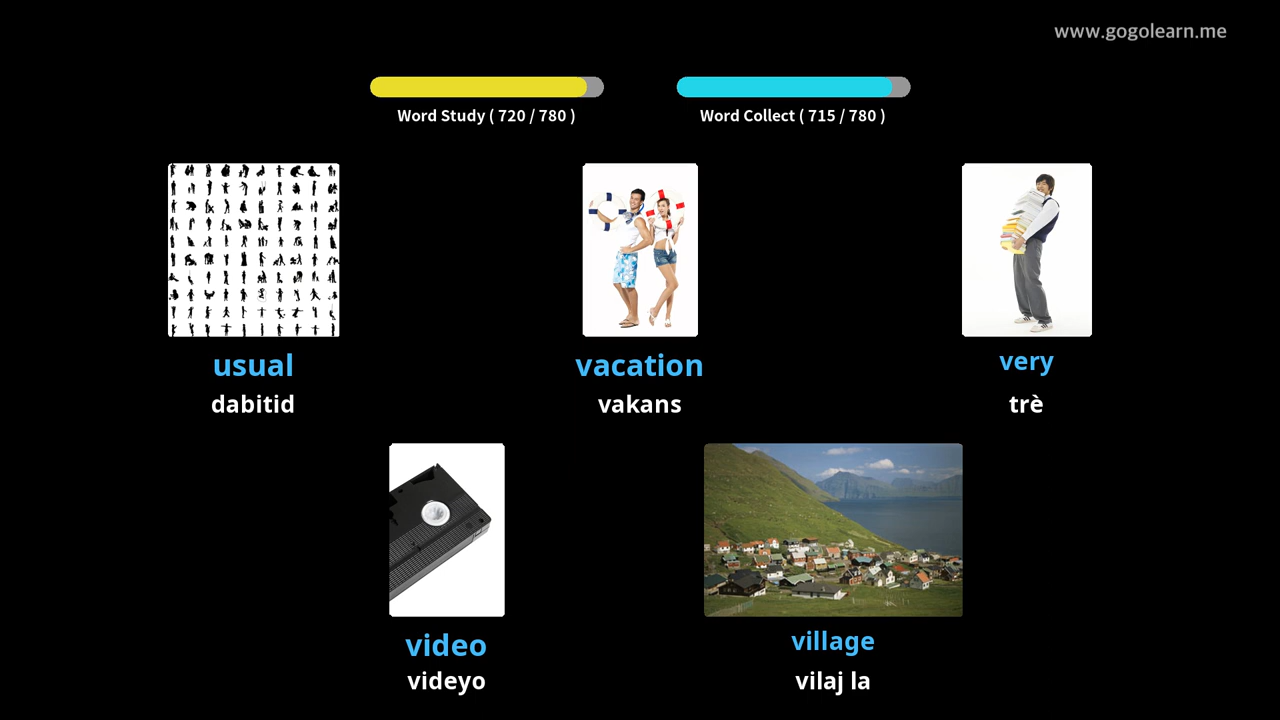 www.gogolearn.me
Word Study ( 720 / 780 )
Word Collect ( 715 / 780 )
usual
dabitid
vacation
vakans
very
trè
video
videyo
village
vilaj la